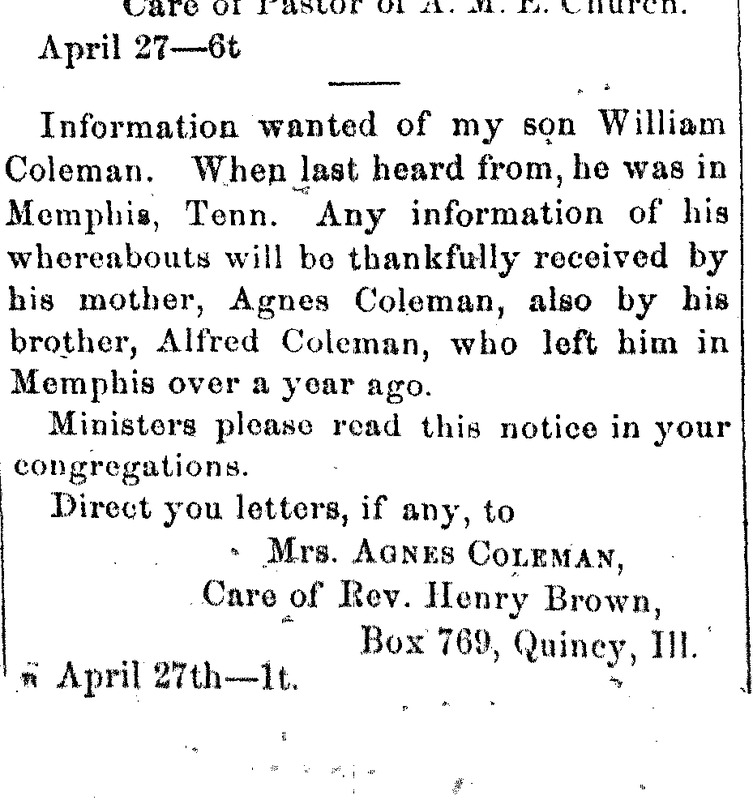 Care of Pastor of A. M. E. Church.
April 27—6t
Information wanted of my son William
Coleman. When last heard from, he was in
Memphis, Tenn. Any information of his
whereabouts will be thankfully received by
his mother, Agnes Coleman, also by his
brother, Alfred Coleman, who left him in
Memphis over a year ago.
Ministers please read this notice in your
congregations.
Direct you letters, if any, to
Mrs. AGNES COLEMAN,
Care of Rev. Henry Brown,
Box 769, Quincy, Ill.
April 27th—1t.